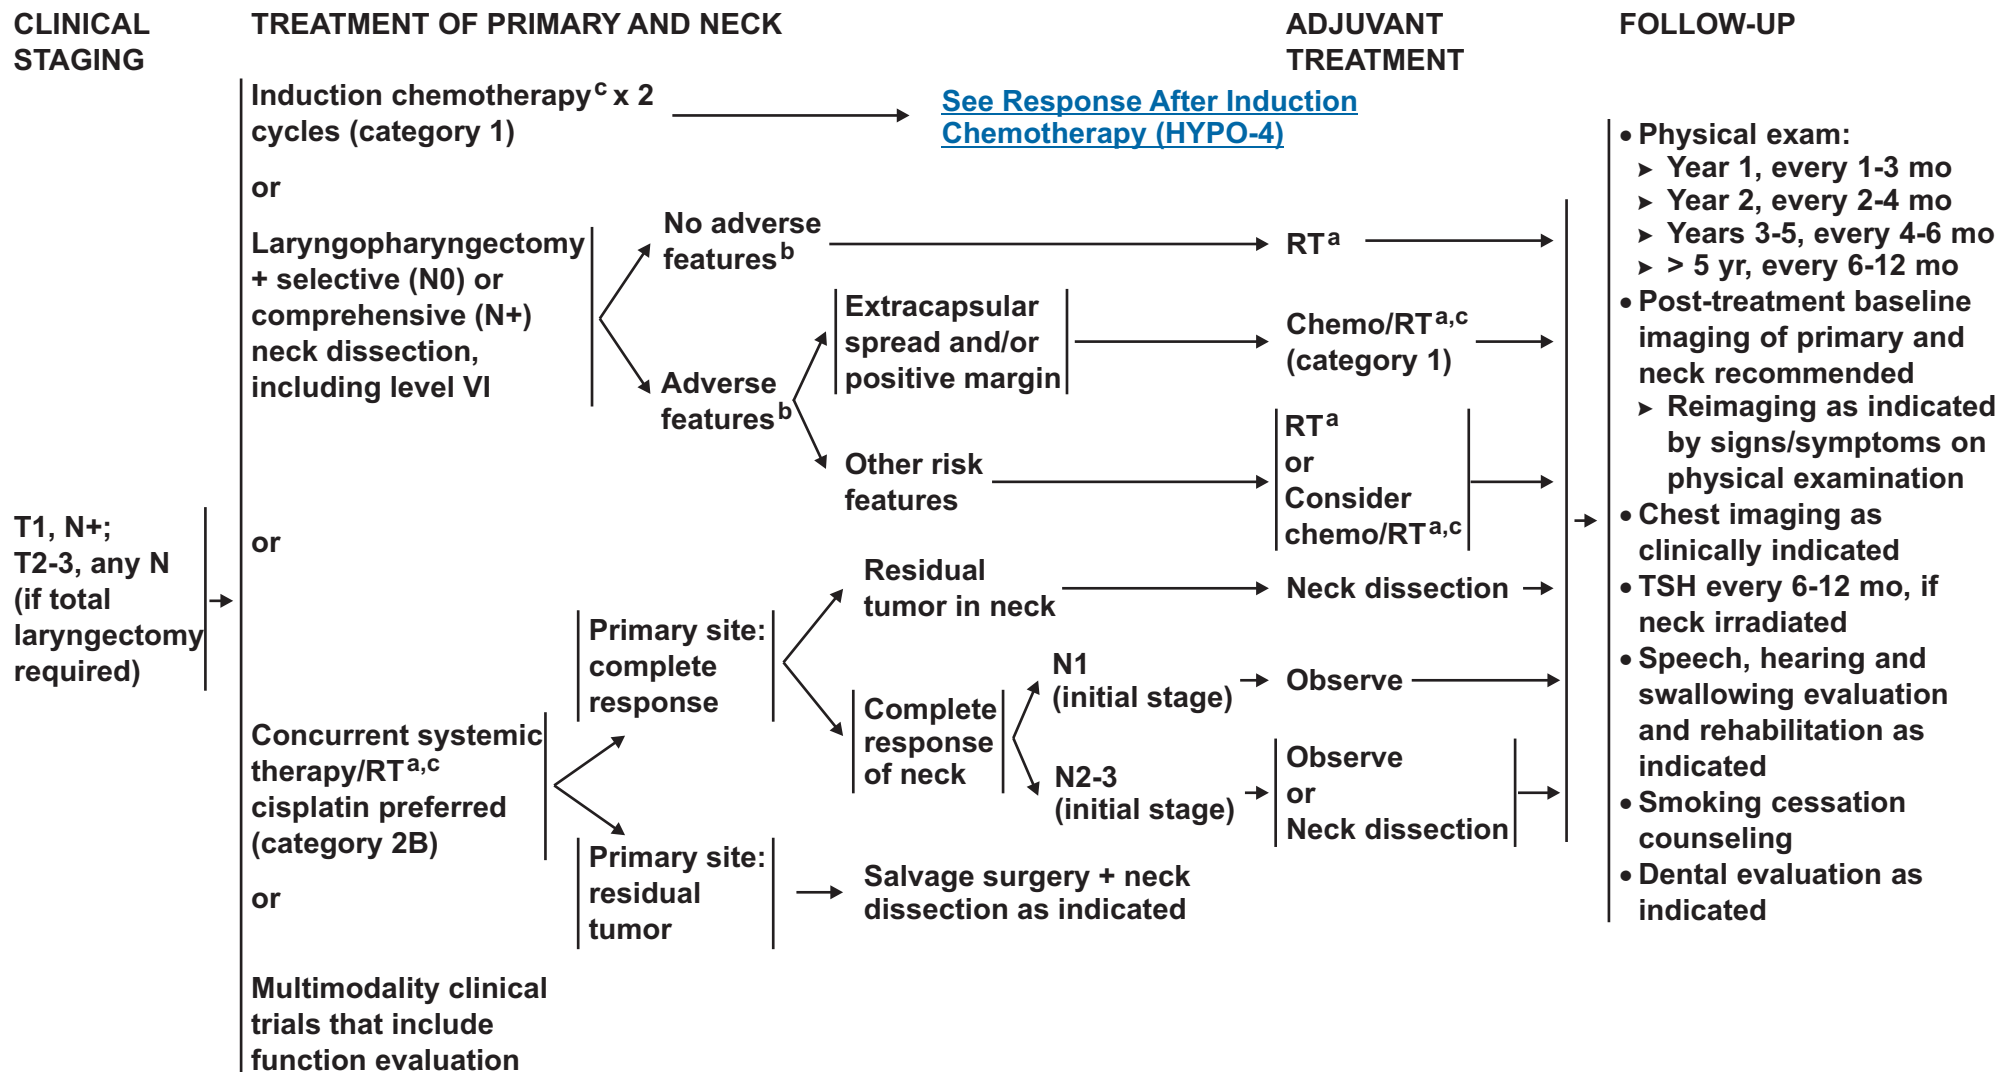 CLINICAL
STAGING
TREATMENT OF PRIMARY AND NECK
ADJUVANT
TREATMENT
FOLLOW-UP
T1, N+;
T2-3, any N
(if total
laryngectomy
required)
Induction chemotherapy c x 2
cycles (category 1)
See Response After Induction
Chemotherapy (HYPO-4)
or
Laryngopharyngectomy
+ selective (N0) or
comprehensive (N+)
neck dissection,
including level VI
No adverse
features b
RT a
Adverse
features b
Extracapsular
spread and/or
positive margin
Chemo/RT a,c
(category 1)
Other risk
features
RT a
or
Consider
chemo/RT a,c
or
Concurrent systemic
therapy/RT a,c
cisplatin preferred
(category 2B)
Primary site:
complete
response
Residual
tumor in neck
Neck dissection
Complete
response
of neck
N1
(initial stage)
Observe
N2-3
(initial stage)
Observe
or
Neck dissection
Primary site:
residual
tumor
Salvage surgery + neck
dissection as indicated
or
Multimodality clinical
trials that include
function evaluation
• Physical exam:
➤ Year 1, every 1-3 mo
➤ Year 2, every 2-4 mo
➤ Years 3-5, every 4-6 mo
➤ > 5 yr, every 6-12 mo
• Post-treatment baseline
imaging of primary and
neck recommended
➤ Reimaging as indicated
by signs/symptoms on
physical examination
• Chest imaging as
clinically indicated
• TSH every 6-12 mo, if
neck irradiated
• Speech, hearing and
swallowing evaluation
and rehabilitation as
indicated
• Smoking cessation
counseling
• Dental evaluation as
indicated